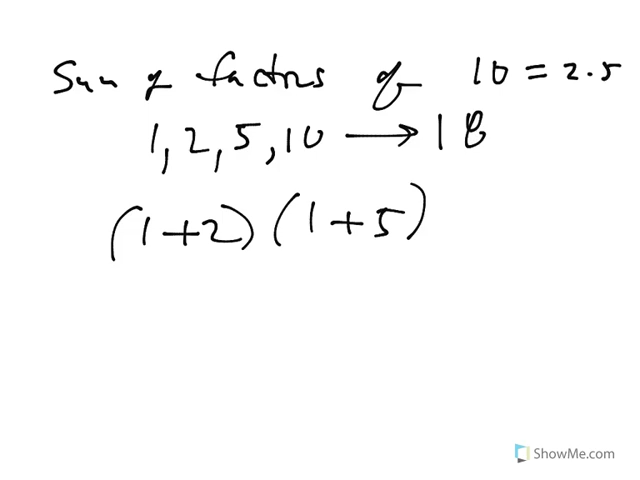 Sum of factors of 10 = 2·5
1, 2, 5, 10 → 18
(1+2)(1+5)
ShowMe.com